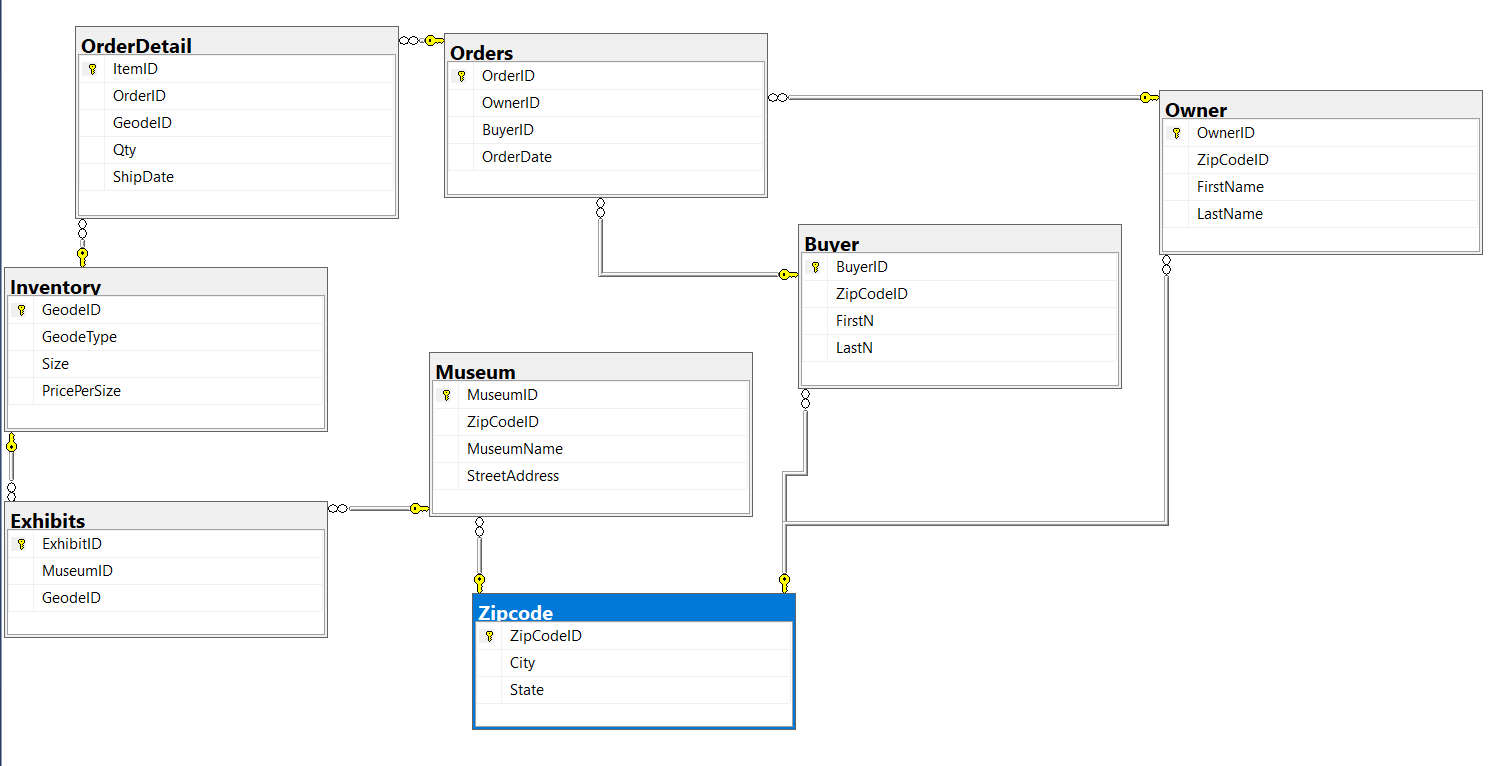 OrderDetail
ItemID
OrderID
GeodeID
Qty
ShipDate
Orders
OrderID
OwnerID
BuyerID
OrderDate
Owner
OwnerID
ZipCodeID
FirstName
LastName
Buyer
BuyerID
ZipCodeID
FirstN
LastN
Inventory
GeodeID
GeodeType
Size
PricePerSize
Museum
MuseumID
ZipCodeID
MuseumName
StreetAddress
Exhibits
ExhibitID
MuseumID
GeodeID
Zipcode
ZipCodeID
City
State